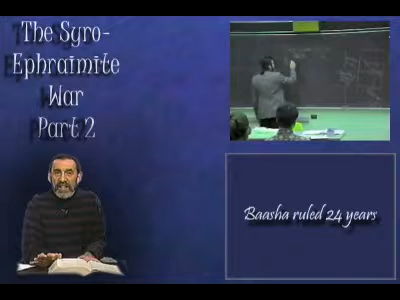 The Syro-
Ephraimite
War
Part 2
Baasha ruled 24 years